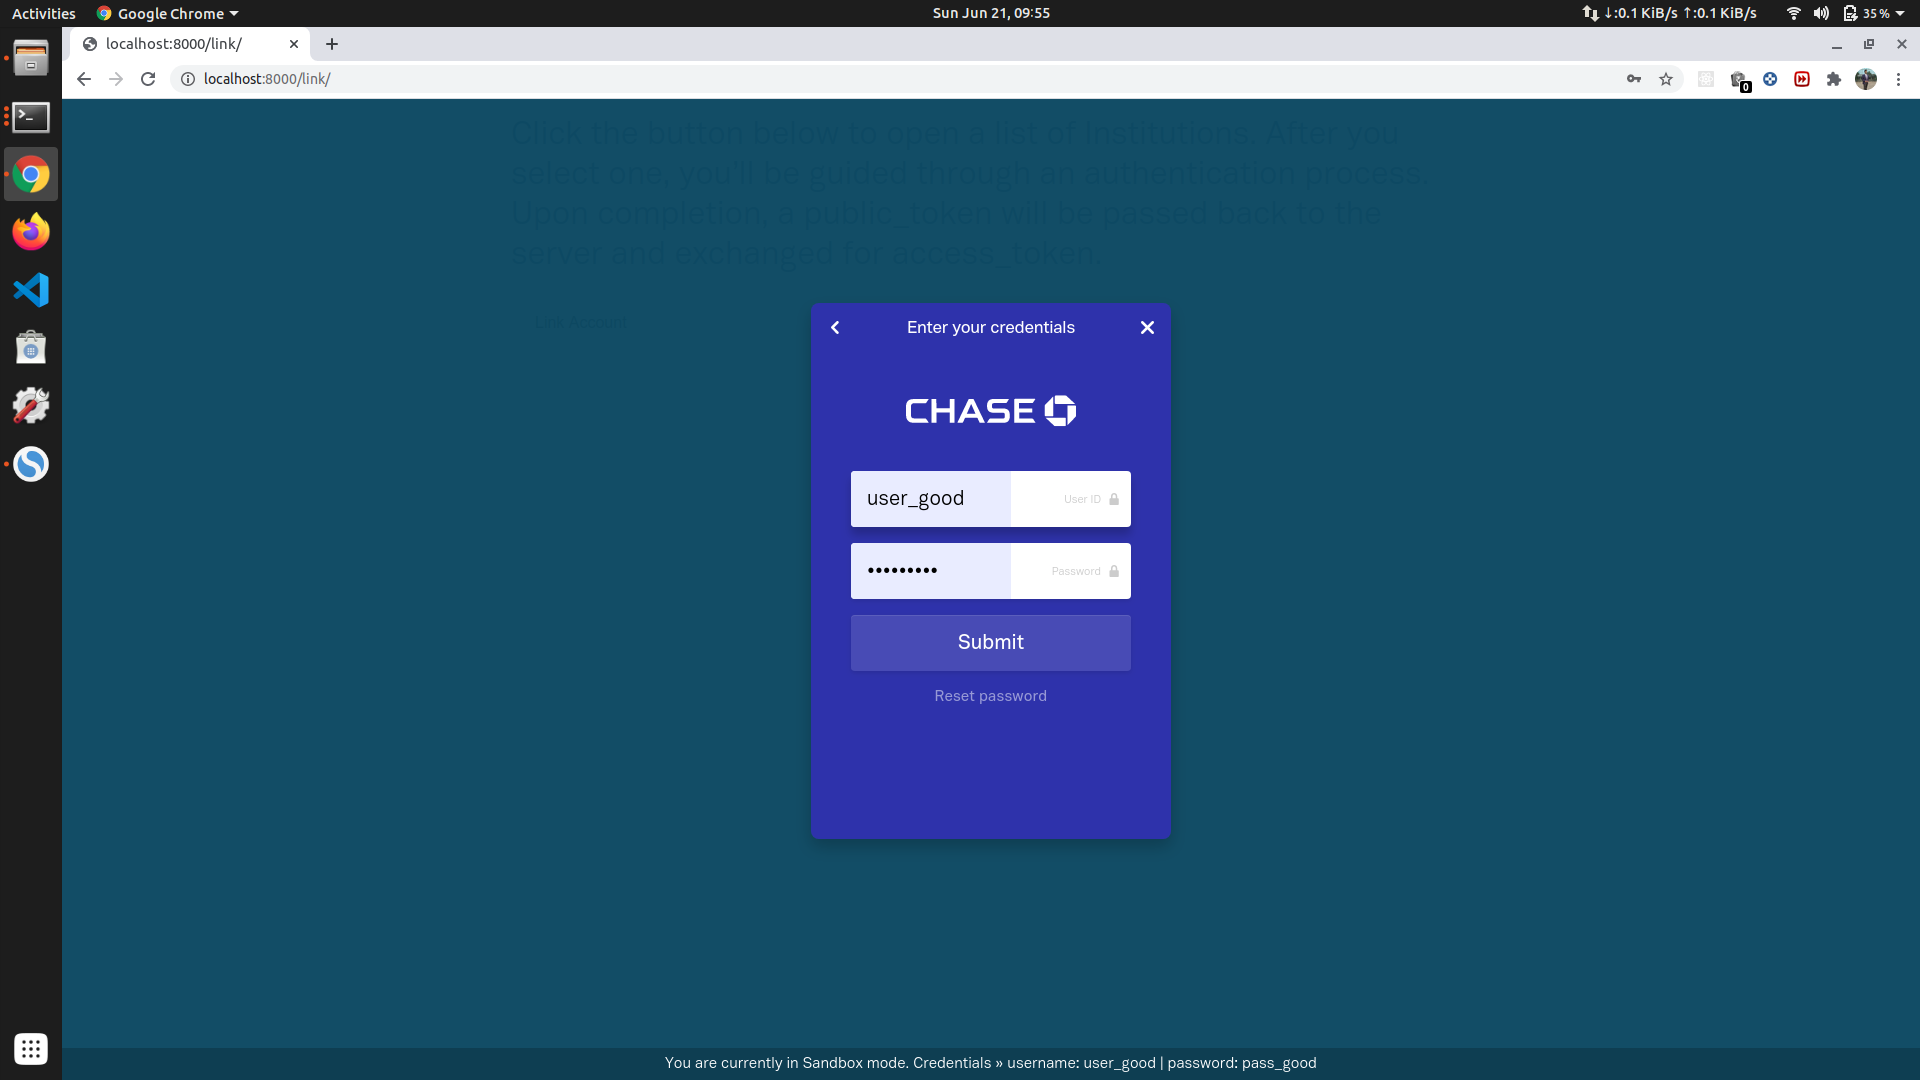 Activities Google Chrome Sun Jun 21, 09:55 ↓:0.1 KiB/s ↑:0.1 KiB/s 35 %
localhost:8000/link/
localhost:8000/link/
0
Click the button below to open a list of institutions. After you
select one, you'll be guided through an authentication process.
Upon completion, a public_token will be passed back to the
server and exchanged for access_token.
Link Account
Enter your credentials
CHASE
user_good User ID
••••••••• Password
Submit
Reset password
You are currently in Sandbox mode. Credentials » username: user_good | password: pass_good